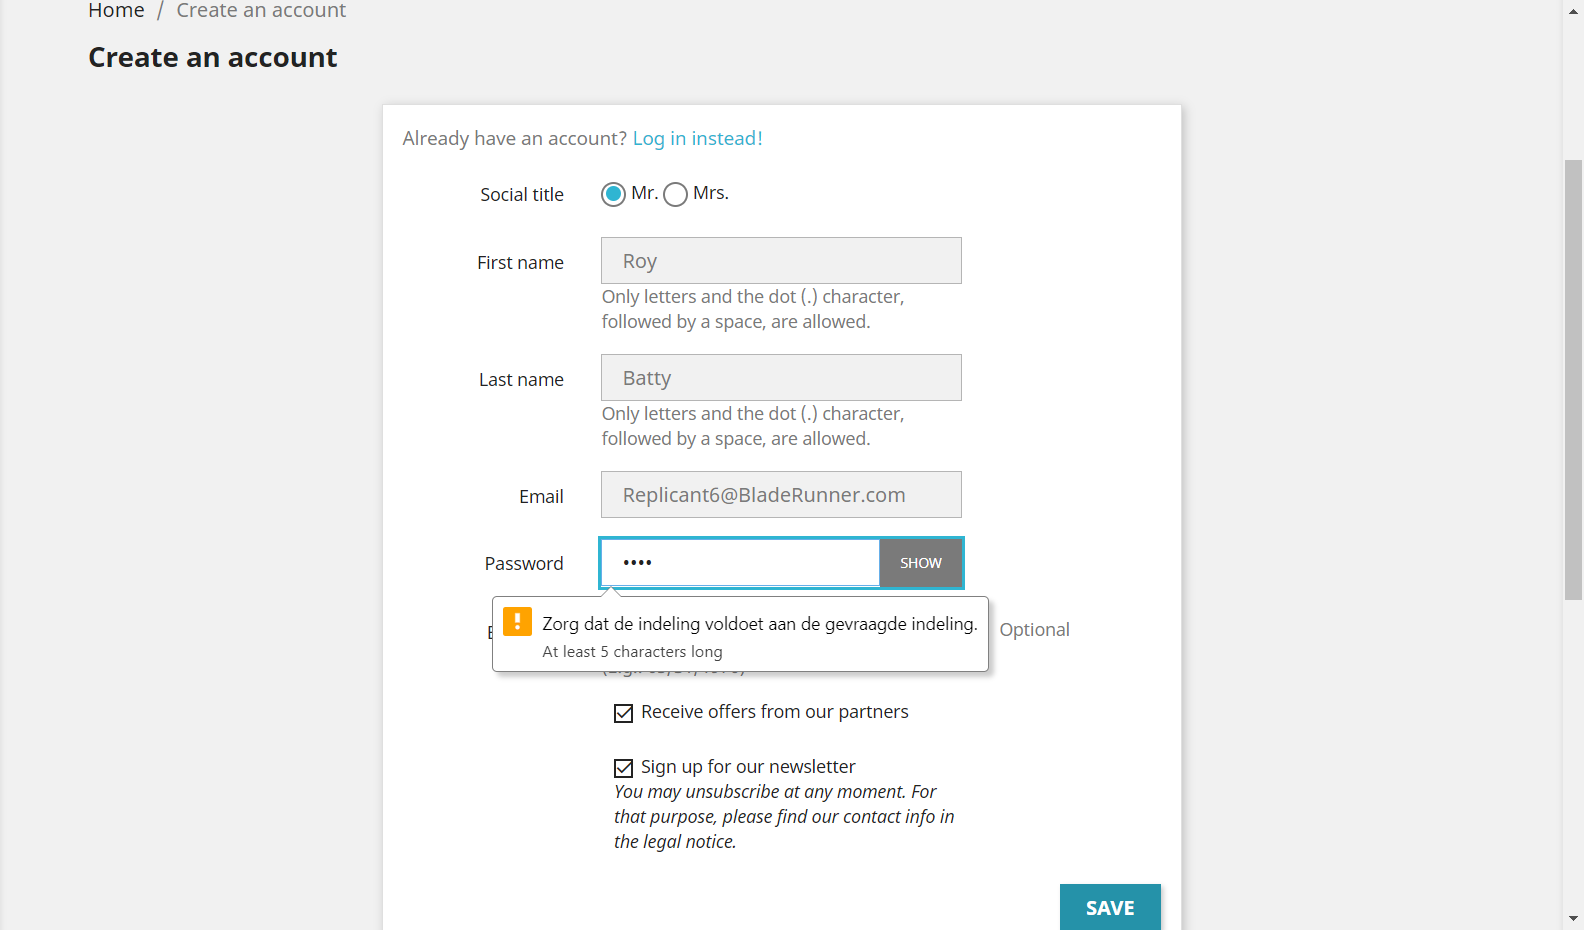 Home / Create an account
Create an account
Already have an account? Log in instead!
Social title Mr. Mrs.
First name Roy
Only letters and the dot (.) character,
followed by a space, are allowed.
Last name Batty
Only letters and the dot (.) character,
followed by a space, are allowed.
Email Replicant6@BladeRunner.com
Password •••• SHOW
Zorg dat de indeling voldoet aan de gevraagde indeling.
At least 5 characters long
Optional
Receive offers from our partners
Sign up for our newsletter
You may unsubscribe at any moment. For
that purpose, please find our contact info in
the legal notice.
SAVE